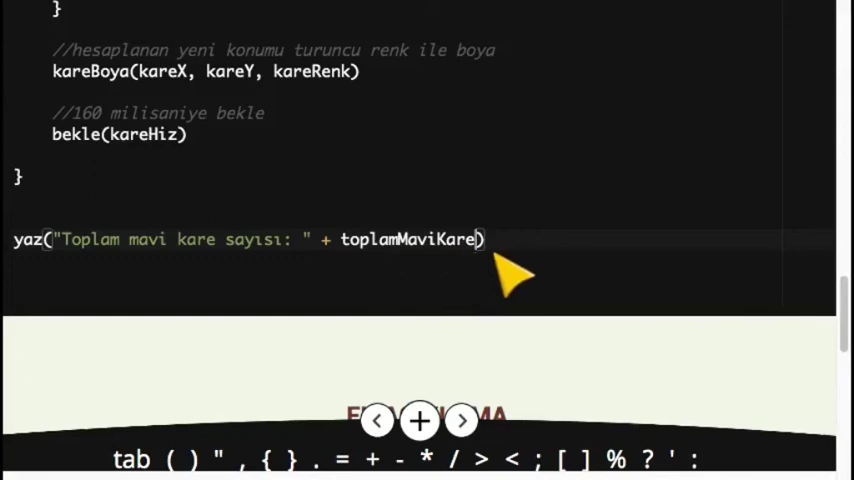 }
//hesaplanan yeni konumu turuncu renk ile boya
kareBoya(kareX, kareY, kareRenk)
//160 milisaniye bekle
bekle(kareHiz)
}
yaz("Toplam mavi kare sayısı: " + toplamMaviKare)
tab ( ) " , { } . = + - * / > < ; [ ] % ? ' :